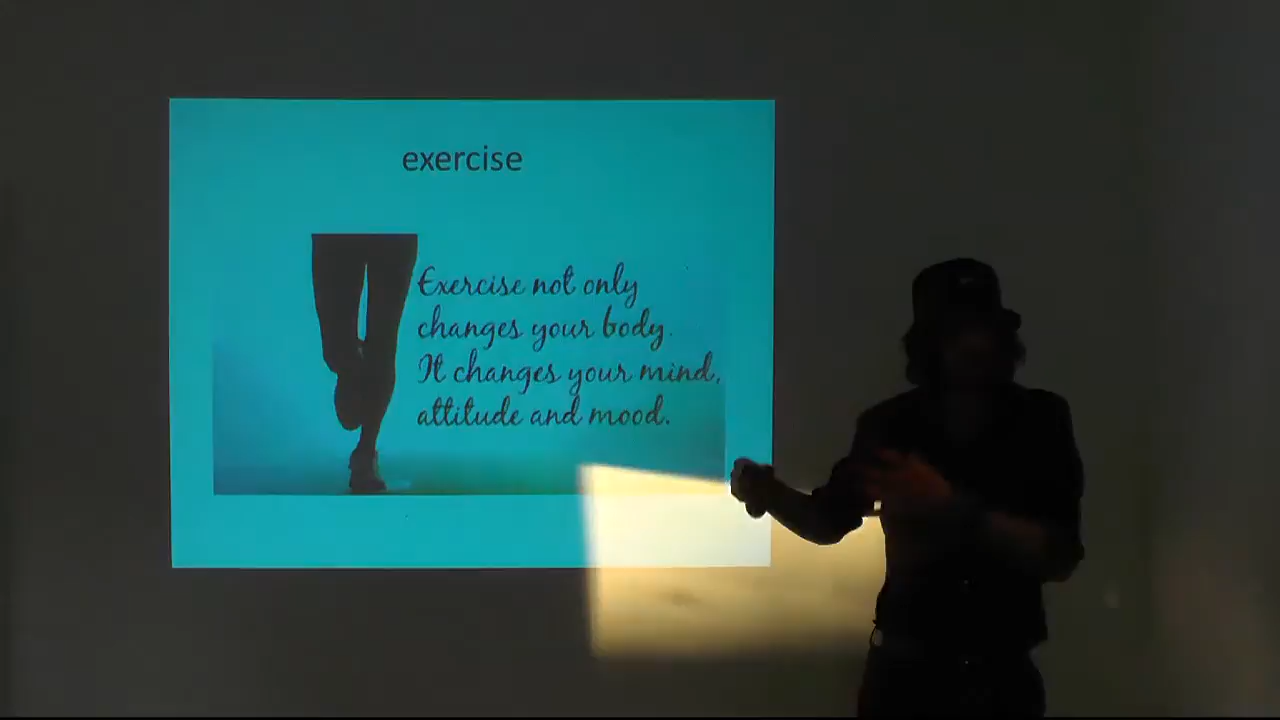 exercise
Exercise not only
changes your body.
It changes your mind,
attitude and mood.